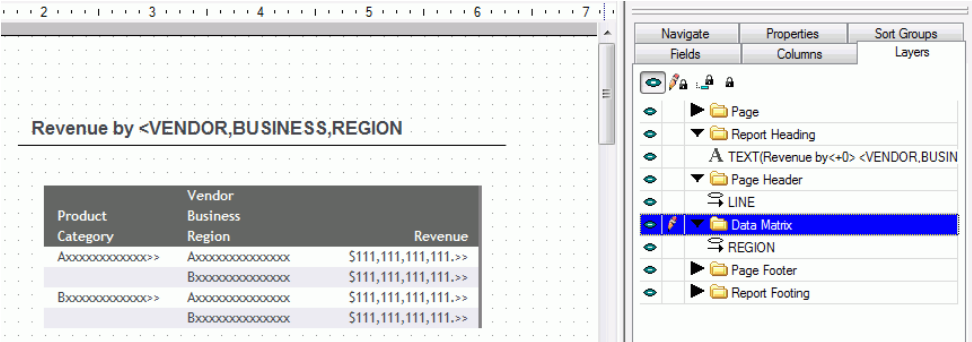 2 3 4 5 6 7
Revenue by <VENDOR,BUSINESS,REGION
Vendor
Product Business
Category Region Revenue
Axxxxxxxxxxxxx>> Axxxxxxxxxxxxxx $111,111,111,111.>>
Bxxxxxxxxxxxxxx $111,111,111,111.>>
Bxxxxxxxxxxxxx>> Axxxxxxxxxxxxxx $111,111,111,111.>>
Bxxxxxxxxxxxxxx $111,111,111,111.>>
Navigate Properties Sort Groups
Fields Columns Layers
Page
Report Heading
A TEXT(Revenue by<+0> <VENDOR,BUSIN
Page Header
LINE
Data Matrix
REGION
Page Footer
Report Footing